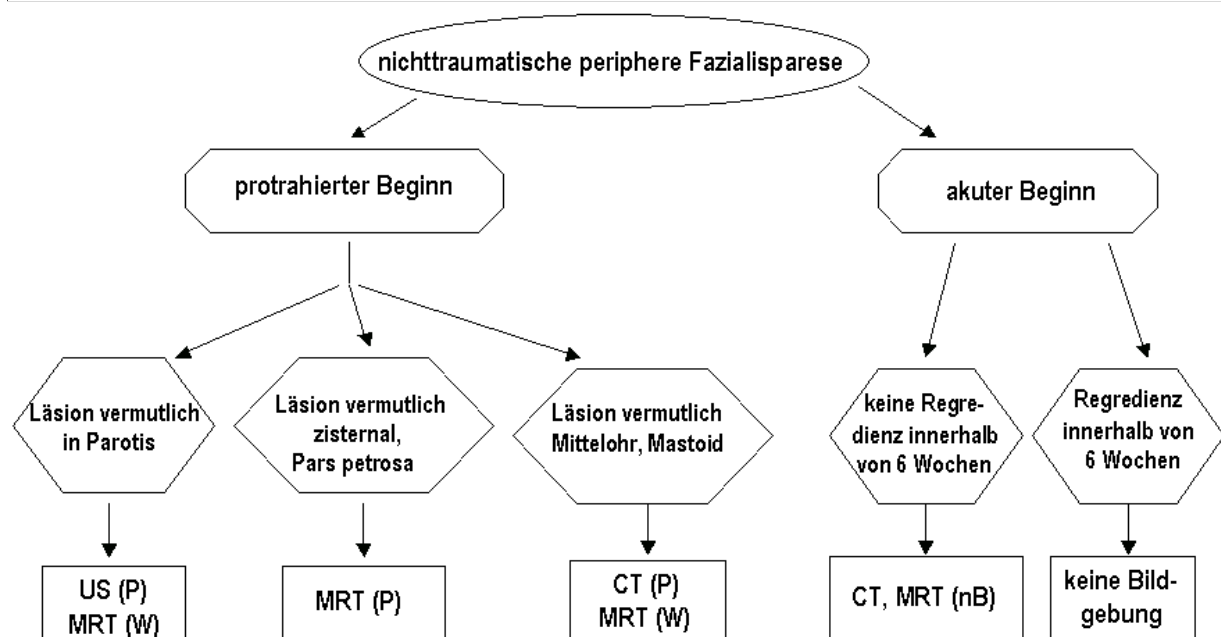 nichttraumatische periphere Fazialisparese
protrahierter Beginn
akuter Beginn
Läsion vermutlich
in Parotis
Läsion vermutlich
zisternal,
Pars petrosa
Läsion vermutlich
Mittelohr, Mastoid
keine Regre-
dienz innerhalb
von 6 Wochen
Regredienz
innerhalb von
6 Wochen
US (P)
MRT (W)
MRT (P)
CT (P)
MRT (W)
CT, MRT (nB)
keine Bild-
gebung